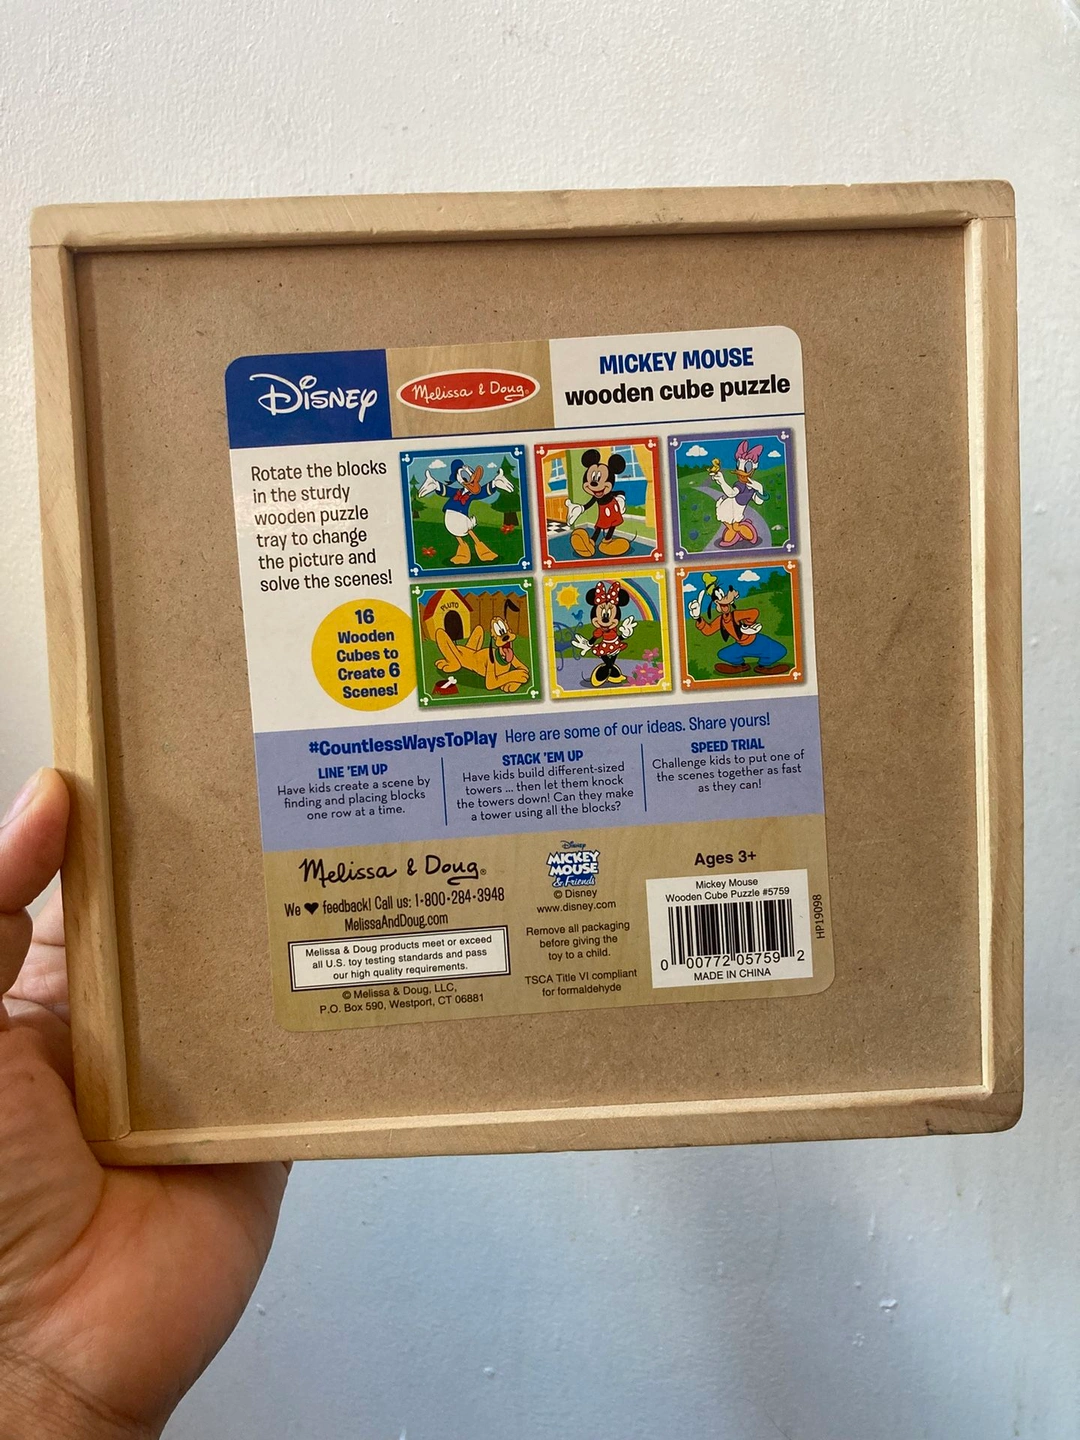 Disney
Melissa & Doug®
MICKEY MOUSE
wooden cube puzzle
Rotate the blocks
in the sturdy
wooden puzzle
tray to change
the picture and
solve the scenes!
16
Wooden
Cubes to
Create 6
Scenes!
PLUTO
#CountlessWaysToPlay Here are some of our ideas. Share yours!
LINE 'EM UP
Have kids create a scene by
finding and placing blocks
one row at a time.
STACK 'EM UP
Have kids build different-sized
towers ... then let them knock
the towers down! Can they make
a tower using all the blocks?
SPEED TRIAL
Challenge kids to put one of
the scenes together as fast
as they can!
Melissa & Doug®
We ♥ feedback! Call us: 1-800-284-3948
MelissaAndDoug.com
Melissa & Doug products meet or exceed
all U.S. toy testing standards and pass
our high quality requirements.
© Melissa & Doug, LLC,
P.O. Box 590, Westport, CT 06881
Disney
MICKEY
MOUSE
& Friends
© Disney
www.disney.com
Remove all packaging
before giving the
toy to a child.
TSCA Title VI compliant
for formaldehyde
Ages 3+
Mickey Mouse
Wooden Cube Puzzle #5759
0 00772 05759 2
MADE IN CHINA
HP19098